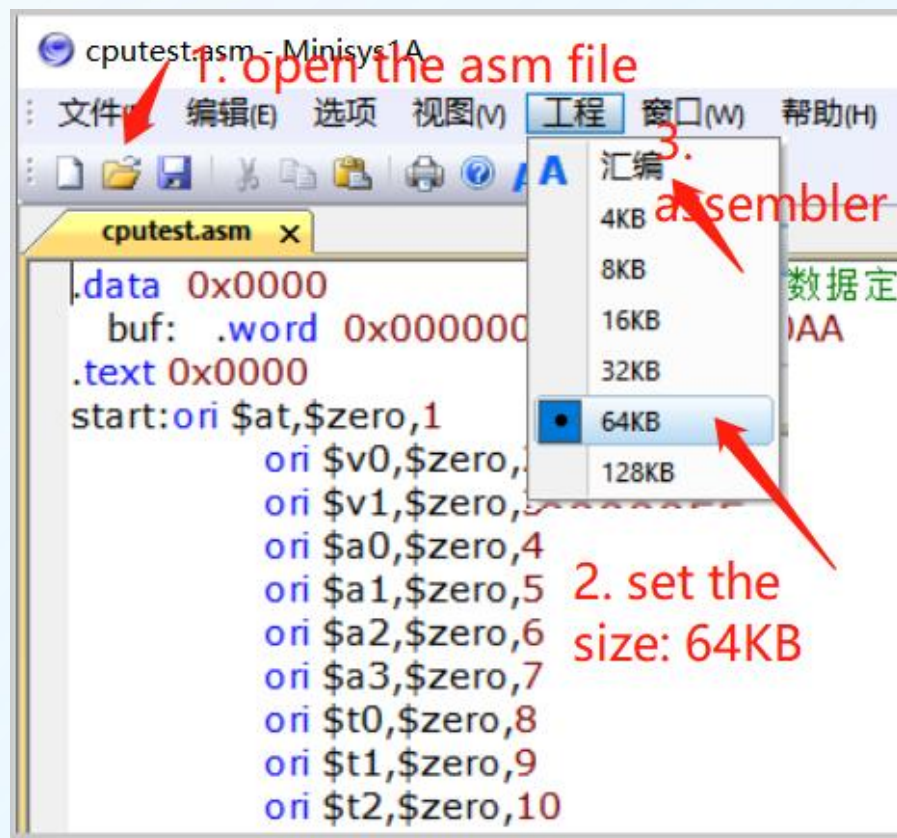 cputest.asm - Minisys1A
1. open the asm file
文件 编辑(E) 选项 视图(V) 工程 窗口(W) 帮助(H)
3.
assembler
A 汇编
4KB
8KB
16KB
32KB
64KB
128KB
cputest.asm x
.data 0x0000 数据定
buf: .word 0x000000 0AA
.text 0x0000
start:ori $at,$zero,1
ori $v0,$zero,
ori $v1,$zero,
ori $a0,$zero,4
ori $a1,$zero,5
ori $a2,$zero,6
ori $a3,$zero,7
ori $t0,$zero,8
ori $t1,$zero,9
ori $t2,$zero,10
2. set the
size: 64KB